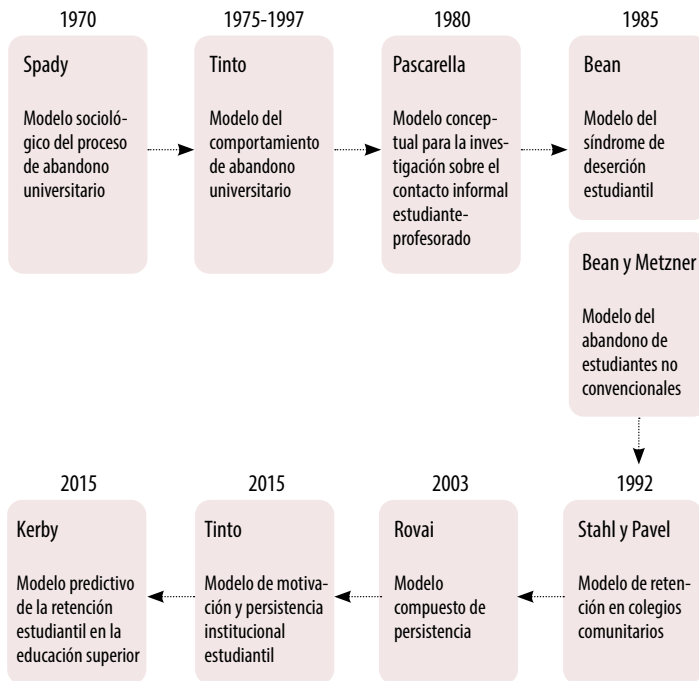 1970
Spady
Modelo socioló-
gico del proceso
de abandono
universitario
1975-1997
Tinto
Modelo del
comportamiento
de abandono
universitario
1980
Pascarella
Modelo concep-
tual para la inves-
tigación sobre el
contacto informal
estudiante-
profesorado
1985
Bean
Modelo del
síndrome de
deserción
estudiantil
Bean y Metzner
Modelo del
abandono de
estudiantes no
convencionales
1992
Stahl y Pavel
Modelo de reten-
ción en colegios
comunitarios
2003
Rovai
Modelo
compuesto de
persistencia
2015
Tinto
Modelo de motiva-
ción y persistencia
institucional
estudiantil
2015
Kerby
Modelo predictivo
de la retención
estudiantil en la
educación superior